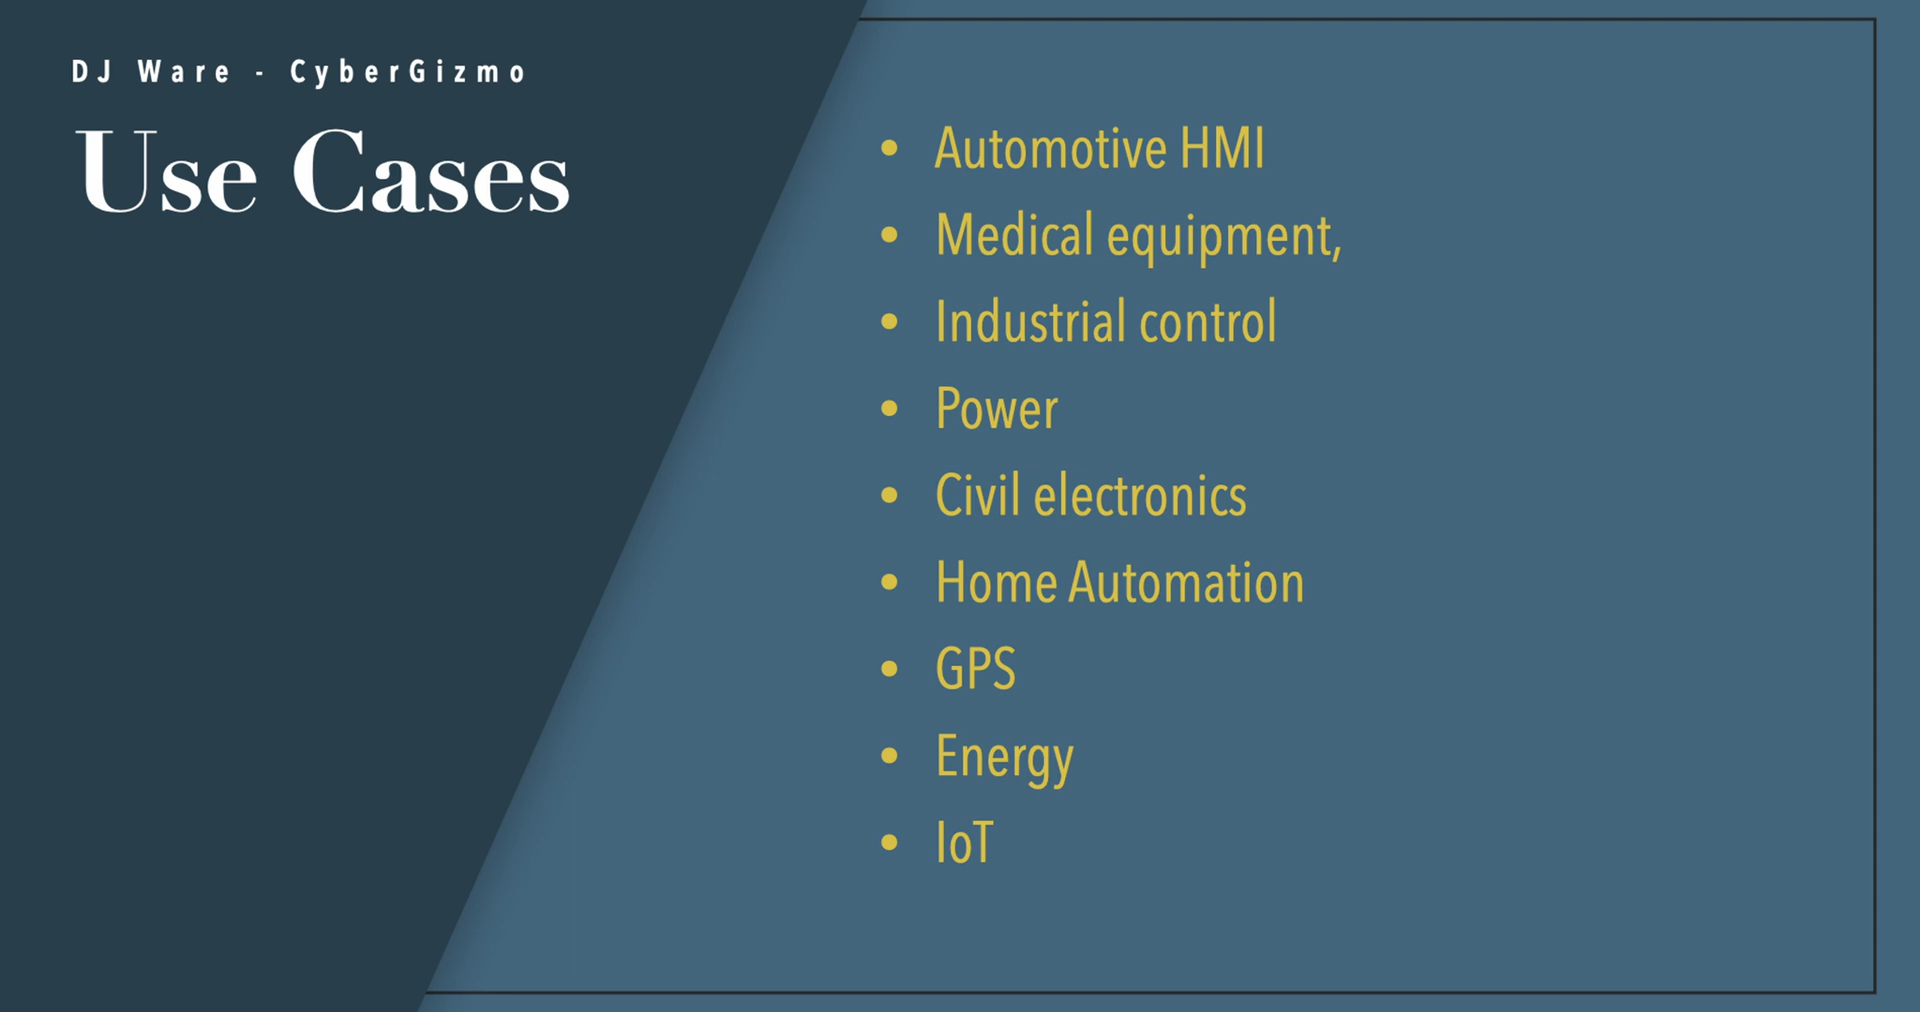 DJ Ware - CyberGizmo
Use Cases
• Automotive HMI
• Medical equipment,
• Industrial control
• Power
• Civil electronics
• Home Automation
• GPS
• Energy
• IoT